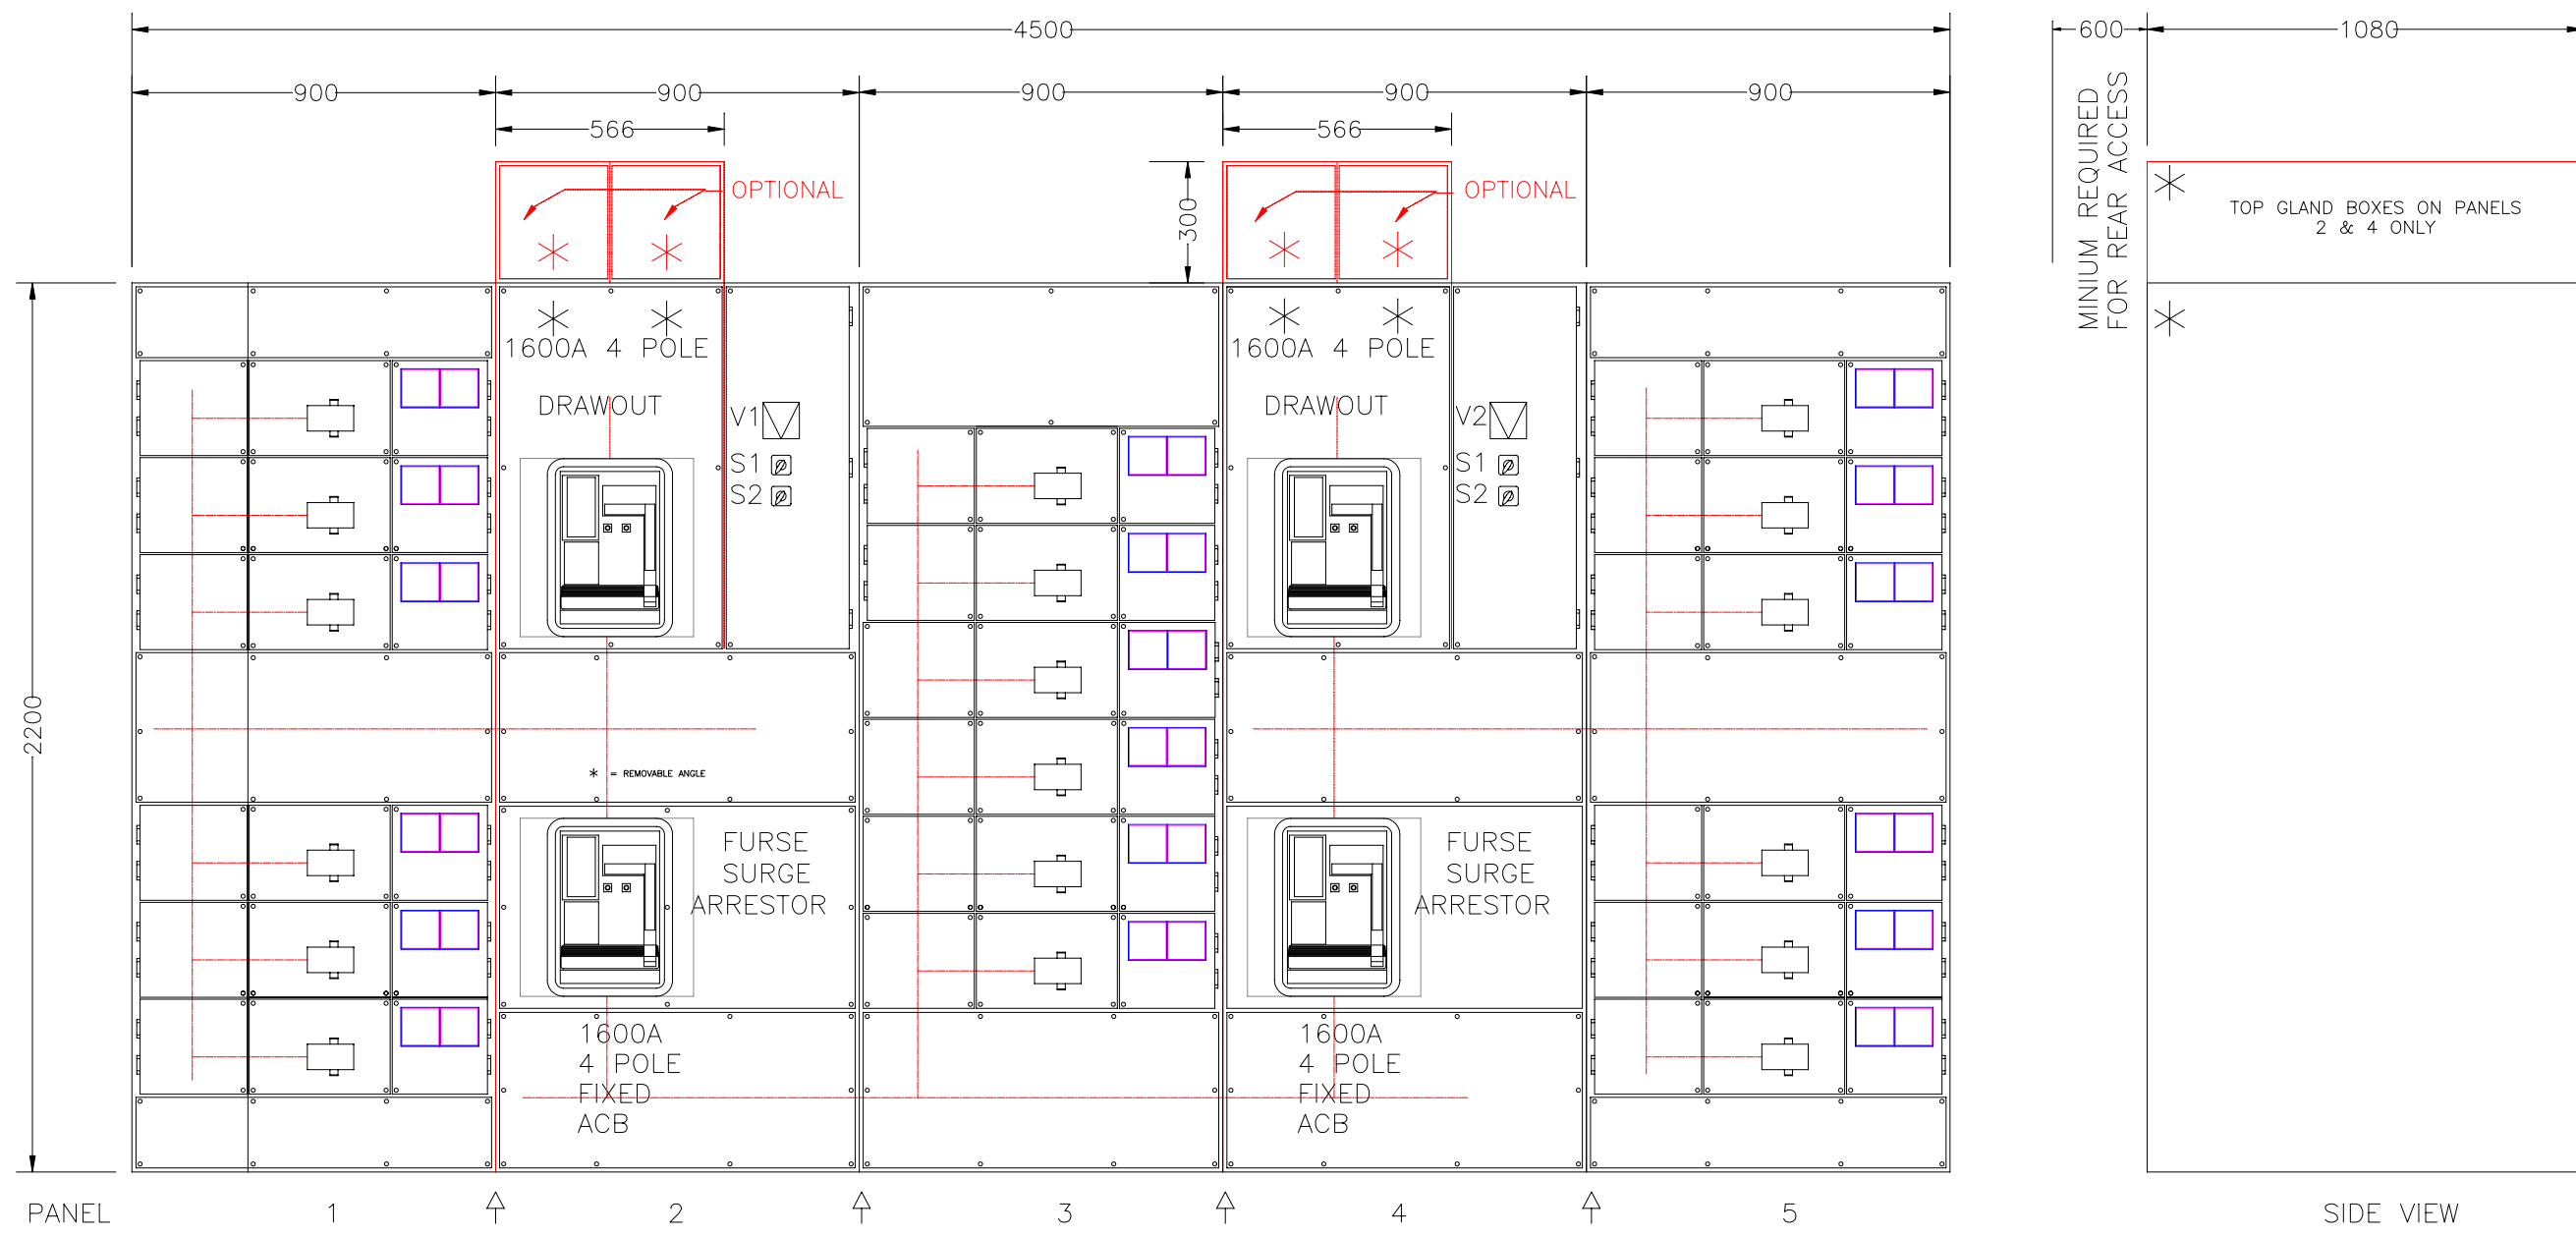 4500
600
1080
900
900
900
900
900
566
566
MINIUM REQUIRED
FOR REAR ACCESS
OPTIONAL
OPTIONAL
300
TOP GLAND BOXES ON PANELS
2 & 4 ONLY
1600A 4 POLE
DRAWOUT
V1
S1
S2
1600A 4 POLE
DRAWOUT
V2
S1
S2
2200
* = REMOVABLE ANGLE
FURSE
SURGE
ARRESTOR
FURSE
SURGE
ARRESTOR
1600A
4 POLE
FIXED
ACB
1600A
4 POLE
FIXED
ACB
PANEL 1 2 3 4 5
SIDE VIEW